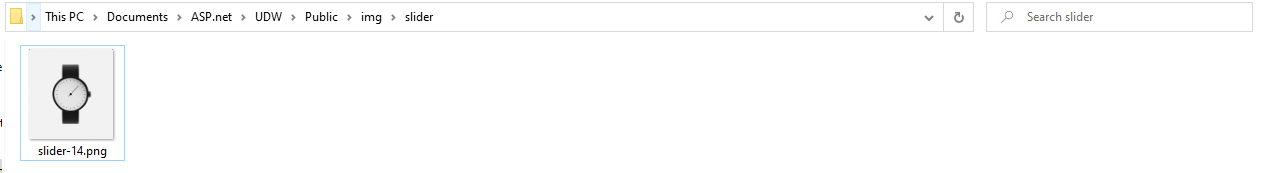 This PC > Documents > ASP.net > UDW > Public > img > slider
Search slider
slider-14.png